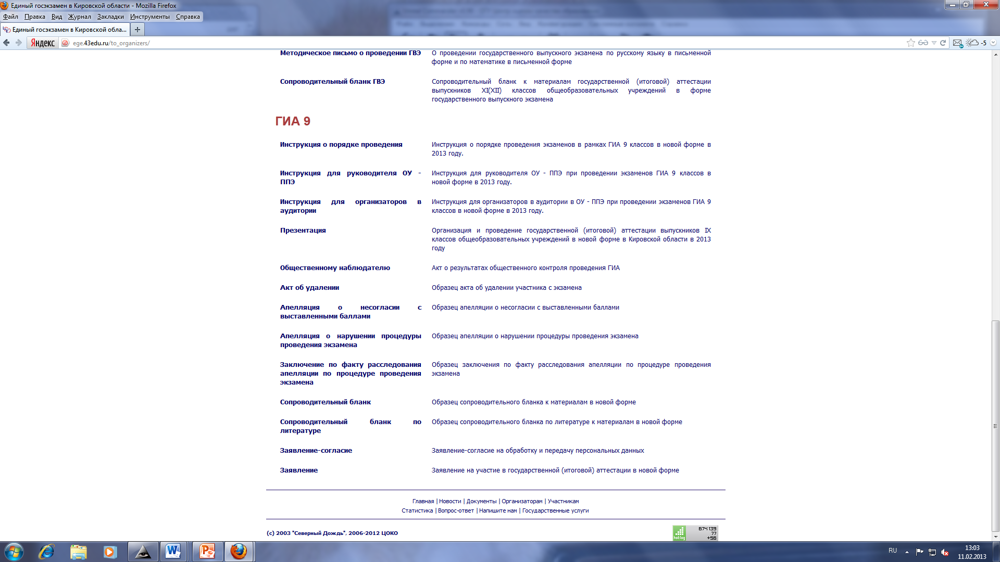 Единый госэкзамен в Кировской области - Mozilla Firefox
Файл Правка Вид Журнал Закладки Инструменты Справка
Единый госэкзамен в Кировской обла...
Яндекс ege.43edu.ru/to_organizers/ -5
Методическое письмо о проведении ГВЭ
О проведении государственного выпускного экзамена по русскому языку в письменной
форме и по математике в письменной форме
Сопроводительный бланк ГВЭ
Сопроводительный бланк к материалам государственной (итоговой) аттестации
выпускников XI(XII) классов общеобразовательных учреждений в форме
государственного выпускного экзамена
ГИА 9
Инструкция о порядке проведения
Инструкция о порядке проведения экзаменов в рамках ГИА 9 классов в новой форме в
2013 году.
Инструкция для руководителя ОУ -
ППЭ
Инструкция для руководителя ОУ - ППЭ при проведении экзаменов ГИА 9 классов в
новой форме в 2013 году.
Инструкция для организаторов в
аудитории
Инструкция для организаторов в аудитории в ОУ - ППЭ при проведении экзаменов ГИА 9
классов в новой форме в 2013 году.
Презентация
Организация и проведение государственной (итоговой) аттестации выпускников IX
классов общеобразовательных учреждений в новой форме в Кировской области в 2013
году
Общественному наблюдателю
Акт о результатах общественного контроля проведения ГИА
Акт об удалении
Образец акта об удалении участника с экзамена
Апелляция о несогласии с
выставленными баллами
Образец апелляции о несогласии с выставленными баллами
Апелляция о нарушении процедуры
проведения экзамена
Образец апелляции о нарушении процедуры проведения экзамена
Заключение по факту расследования
апелляции по процедуре проведения
экзамена
Образец заключения по факту расследования апелляции по процедуре проведения
экзамена
Сопроводительный бланк
Образец сопроводительного бланка к материалам в новой форме
Сопроводительный бланк по
литературе
Образец сопроводительного бланка по литературе к материалам в новой форме
Заявление-согласие
Заявление-согласие на обработку и передачу персональных данных
Заявление
Заявление на участие в государственной (итоговой) аттестации в новой форме
Главная | Новости | Документы | Организаторам | Участникам
Статистика | Вопрос-ответ | Напишите нам | Государственные услуги
(c) 2003 "Северный Дождь", 2006-2012 ЦОКО
hotlog
674139
77
+56
RU
13:03
11.02.2013